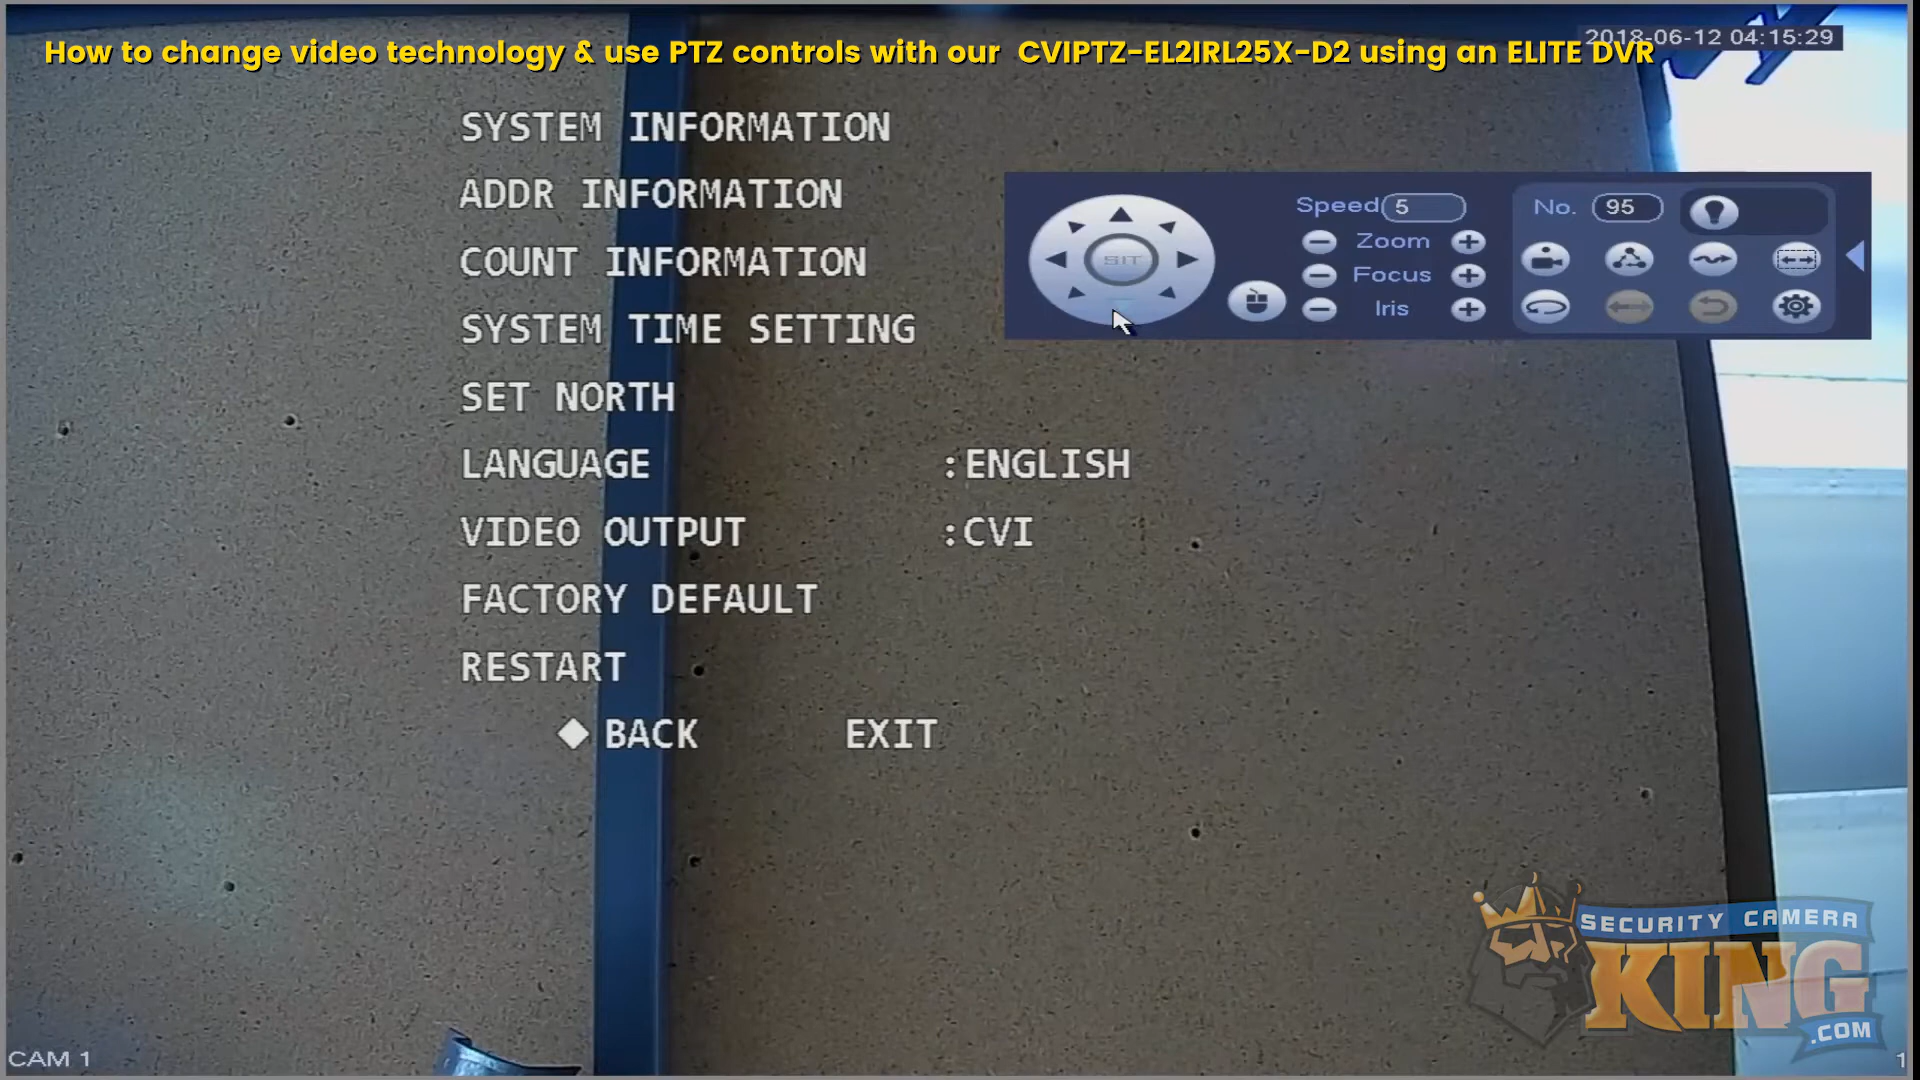 How to change video technology & use PTZ controls with our CVIPTZ-EL2IRL25X-D2 using an ELITE DVR
2018-06-12 04:15:29
SYSTEM INFORMATION
ADDR INFORMATION
COUNT INFORMATION
SYSTEM TIME SETTING
SET NORTH
LANGUAGE :ENGLISH
VIDEO OUTPUT :CVI
FACTORY DEFAULT
RESTART
BACK EXIT
SIT
Speed 5
Zoom
Focus
Iris
No. 95
SECURITY CAMERA
KING
.COM
CAM 1
1